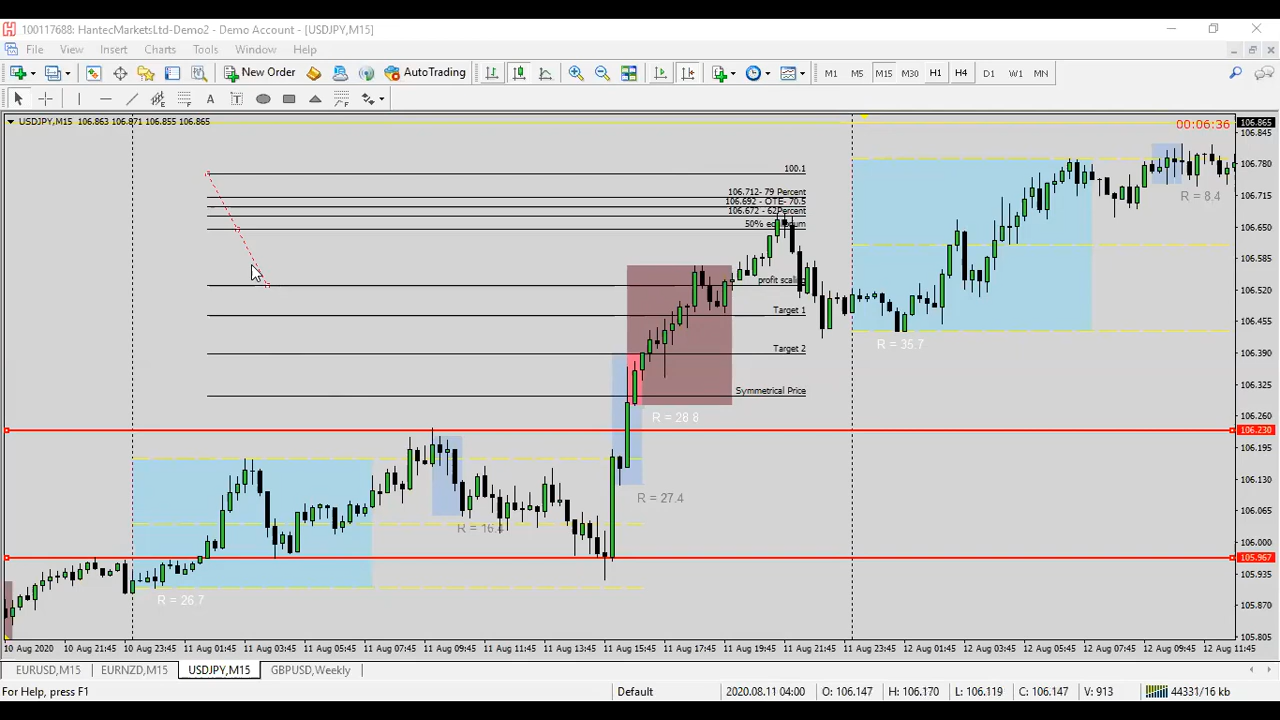 100117688: HantecMarketsLtd-Demo2 - Demo Account - [USDJPY,M15]
File View Insert Charts Tools Window Help
New Order AutoTrading M1 M5 M15 M30 H1 H4 D1 W1 MN
A T
USDJPY,M15 106.863 106.871 106.855 106.865
00:06:36
106.865
106.845
106.780
106.715
106.650
106.585
106.520
106.455
106.390
106.325
106.260
106.230
106.195
106.130
106.065
106.000
105.967
105.935
105.870
105.805
100.1
106.712- 79 Percent
106.692 - OTE- 70.5
106.672 - 62Percent
profit scaling
Target 1
Target 2
Symmetrical Price
R = 8.4
R = 35.7
R = 28.8
R = 27.4
R = 26.7
10 Aug 2020 10 Aug 21:45 10 Aug 23:45 11 Aug 01:45 11 Aug 03:45 11 Aug 05:45 11 Aug 07:45 11 Aug 09:45 11 Aug 11:45 11 Aug 13:45 11 Aug 15:45 11 Aug 17:45 11 Aug 19:45 11 Aug 21:45 11 Aug 23:45 12 Aug 01:45 12 Aug 03:45 12 Aug 05:45 12 Aug 07:45 12 Aug 09:45 12 Aug 11:45
EURUSD,M15 EURNZD,M15 USDJPY,M15 GBPUSD,Weekly
For Help, press F1 Default 2020.08.11 04:00 O: 106.147 H: 106.170 L: 106.119 C: 106.147 V: 913 44331/16 kb